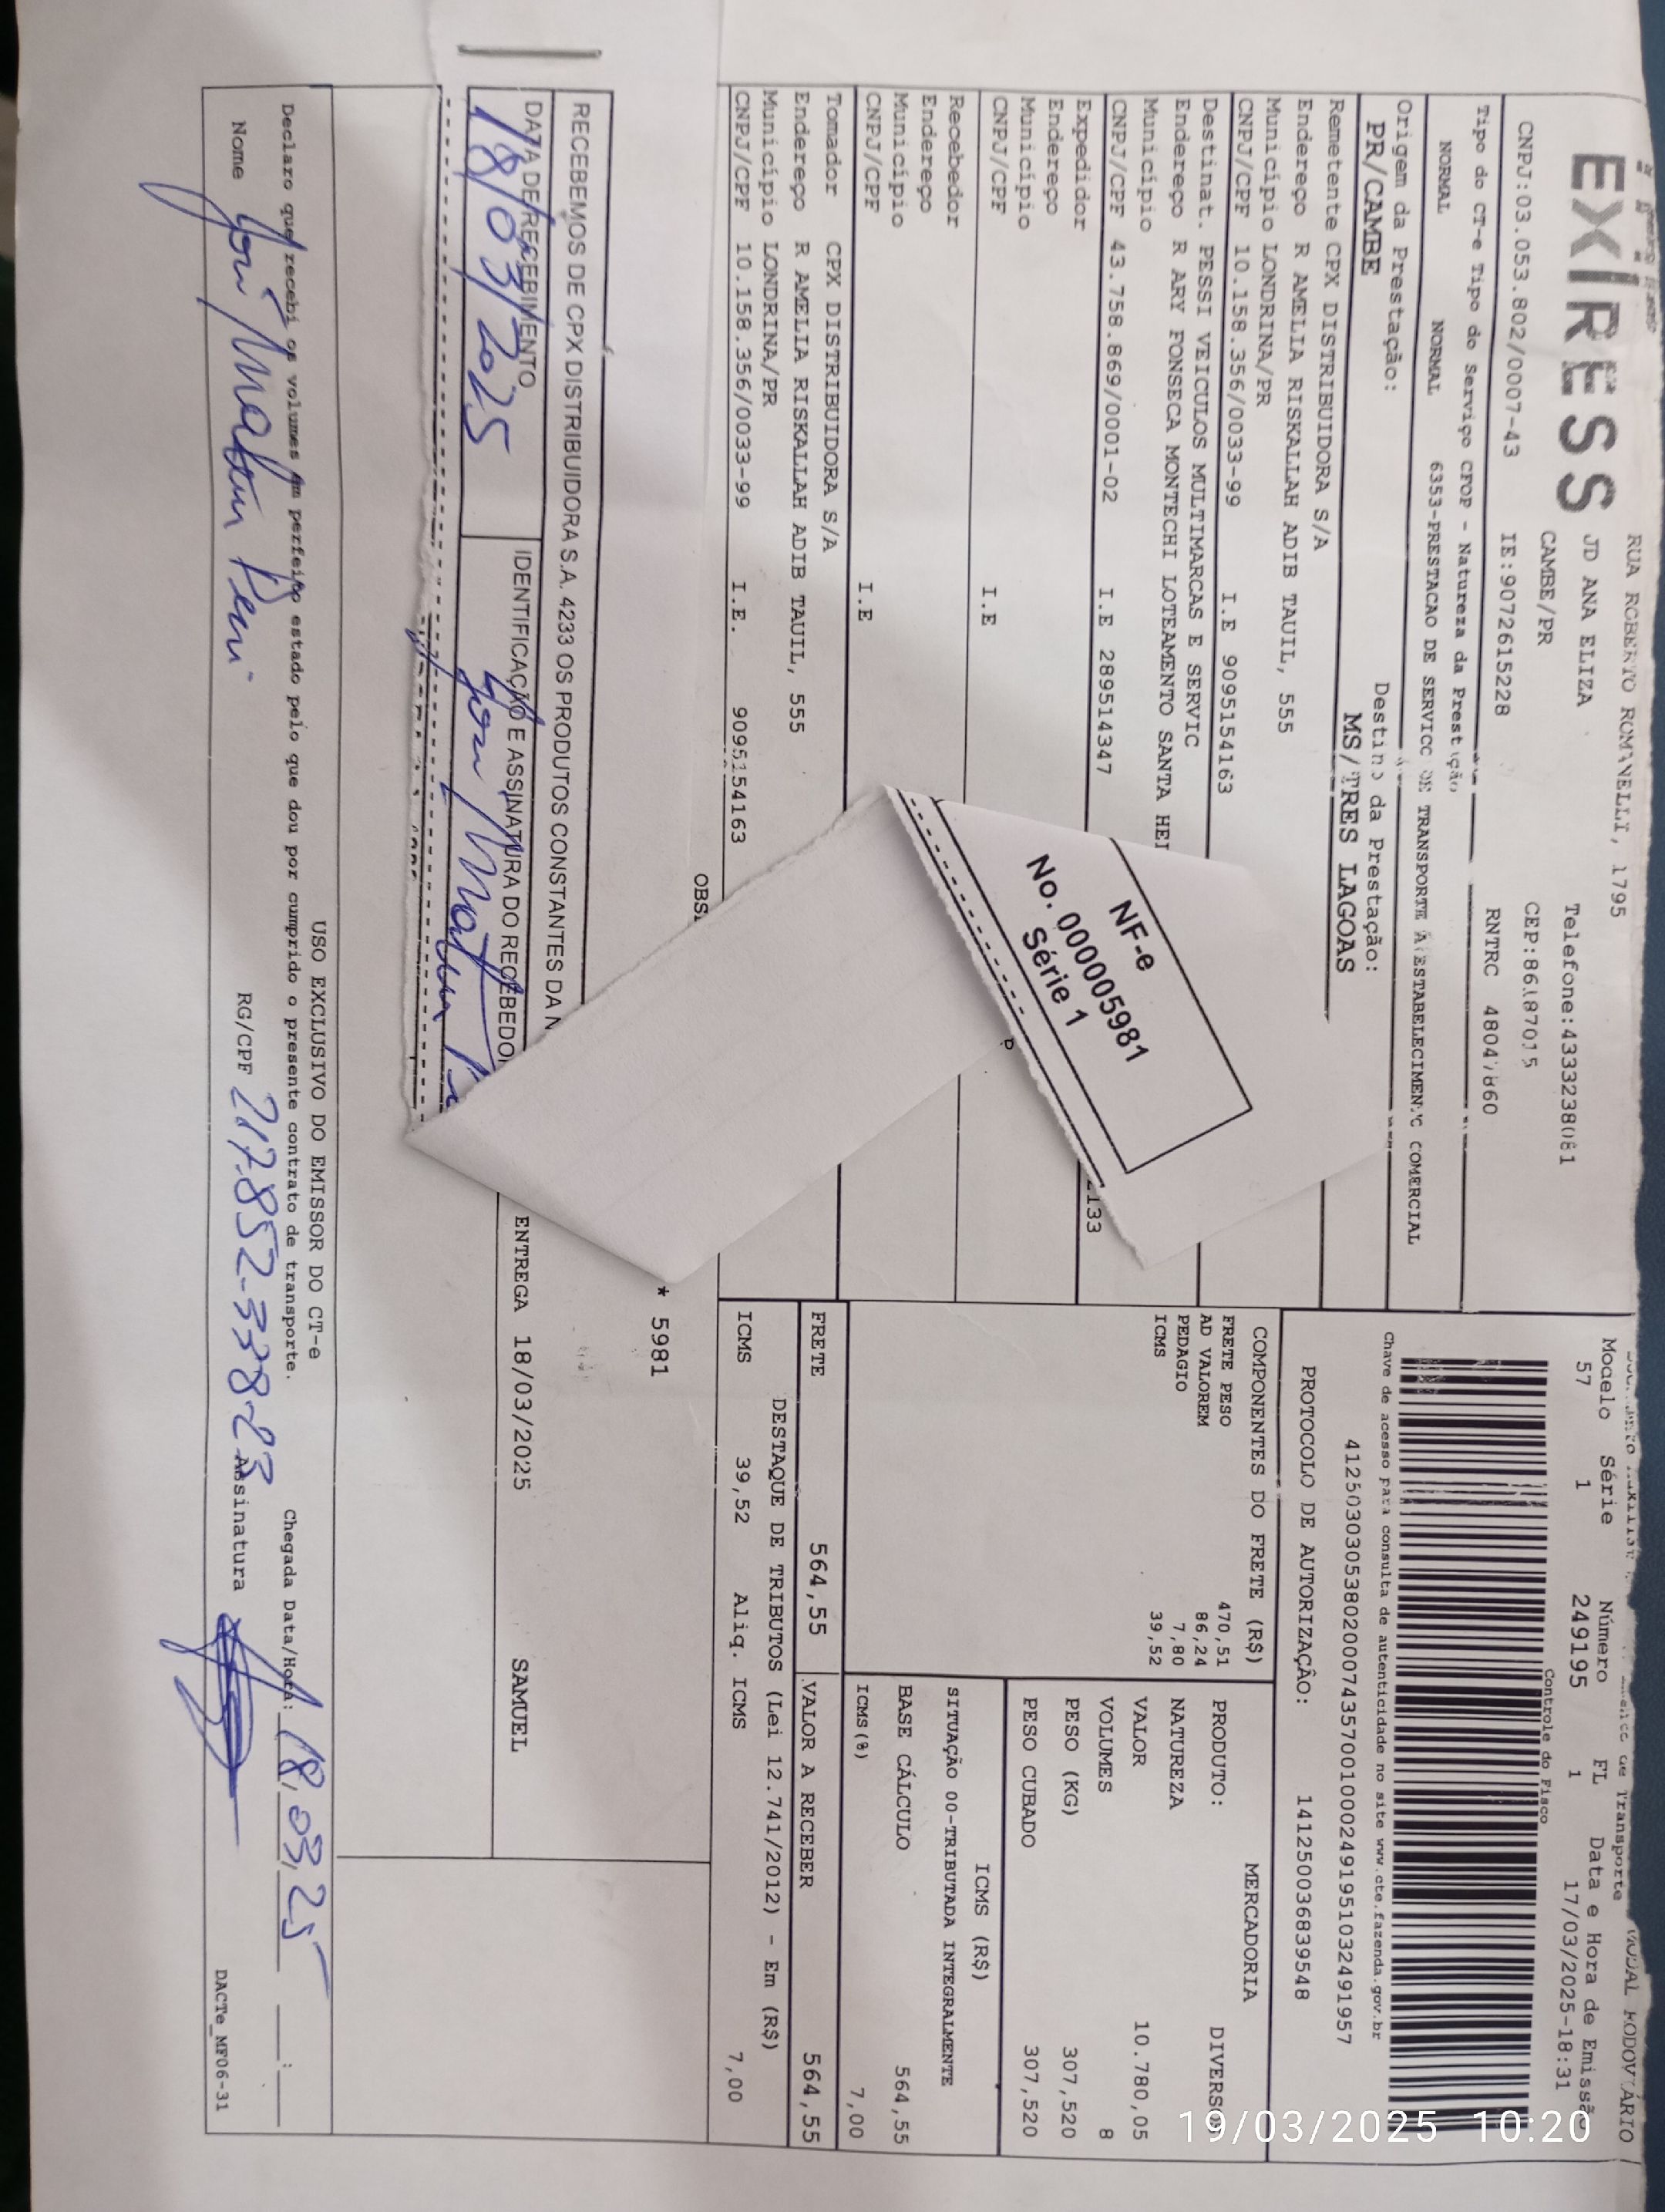 EXPRESS
RUA ROBERTO ROMANELLI, 1795
JD ANA ELIZA
CAMBE/PR
Telefone:4333238081
CEP:86187015
CNPJ:03.053.802/0007-43 IE:9072615228 RNTRC
Tipo do CT-e Tipo do Serviço CFOP - Natureza da Prestação
NORMAL NORMAL 6353-PRESTACAO DE SERVICO DE TRANSPORTE A ESTABELECIMENTO COMERCIAL
Origem da Prestação: Destino da Prestação:
PR/CAMBE MS/TRES LAGOAS
Remetente CPX DISTRIBUIDORA S/A
Endereço R AMELIA RISKALLAH ADIB TAUIL, 555
Município LONDRINA/PR
CNPJ/CPF 10.158.356/0033-99 I.E 9095154163
Destinat. PESSI VEICULOS MULTIMARCAS E SERVIC
Endereço R ARY FONSECA MONTECHI LOTEAMENTO SANTA HEL
Município
CNPJ/CPF 43.758.869/0001-02 I.E 289514347
Expedidor
Endereço
Município
CNPJ/CPF I.E
Recebedor
Endereço
Município
CNPJ/CPF I.E
Tomador CPX DISTRIBUIDORA S/A
Endereço R AMELIA RISKALLAH ADIB TAUIL, 555
Município LONDRINA/PR
CNPJ/CPF 10.158.356/0033-99 I.E. 9095154163
OBS
Modelo Série Número FL Data e Hora de Emissão
57 1 249195 1 17/03/2025-18:31
Controle do Fisco
Chave de acesso para consulta de autenticidade no site www.cte.fazenda.gov.br
41250303053802000743570010002491951032491957
PROTOCOLO DE AUTORIZAÇÃO: 141250036839548
COMPONENTES DO FRETE (R$)
FRETE PESO 470,51
AD VALOREM 86,24
PEDAGIO 7,80
ICMS 39,52
MERCADORIA
PRODUTO: DIVERSO
NATUREZA
VALOR 10.780,05
VOLUMES 8
PESO (KG) 307,520
PESO CUBADO 307,520
ICMS (R$)
SITUAÇÃO 00-TRIBUTADA INTEGRALMENTE
BASE CÁLCULO 564,55
ICMS(%) 7,00
FRETE 564,55 VALOR A RECEBER 564,55
DESTAQUE DE TRIBUTOS (Lei 12.741/2012) - Em (R$)
ICMS 39,52 Aliq. ICMS 7,00
* 5981
ENTREGA 18/03/2025 SAMUEL
NF-e
No. 000005981
Série 1
RECEBEMOS DE CPX DISTRIBUIDORA S.A. 4233 OS PRODUTOS CONSTANTES DA N
DATA DE RECEBIMENTO IDENTIFICAÇÃO E ASSINATURA DO RECEBEDO
18/03/2025
USO EXCLUSIVO DO EMISSOR DO CT-e
Declaro que recebi os volumes em perfeito estado pelo que dou por cumprido o presente contrato de transporte. Chegada Data/Hora: 18/03/25
Nome RG/CPF 217.852-338-23 Assinatura
DACTe_MF06-31
19/03/2025 10:20